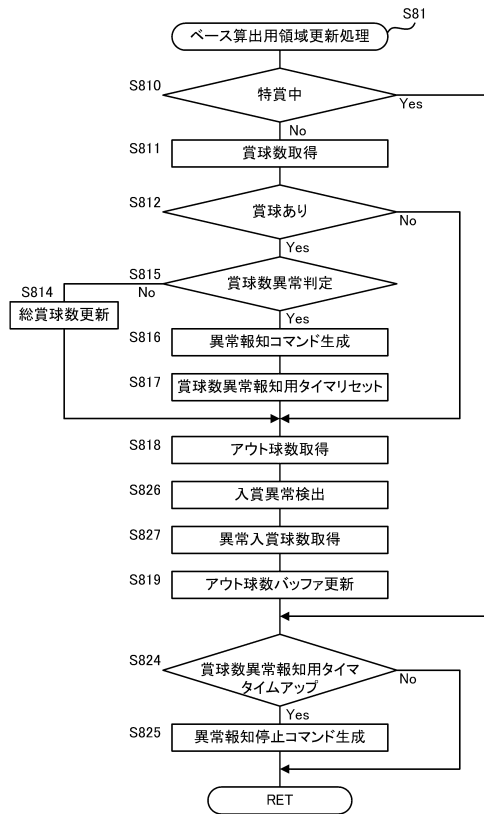 S81
ベース算出用領域更新処理
S810
特賞中
Yes
No
S811
賞球数取得
S812
賞球あり
No
Yes
S815
賞球数異常判定
No
S814
総賞球数更新
Yes
S816
異常報知コマンド生成
S817
賞球数異常報知用タイマリセット
S818
アウト球数取得
S826
入賞異常検出
S827
異常入賞球数取得
S819
アウト球数バッファ更新
S824
賞球数異常報知用タイマ
タイムアップ
No
Yes
S825
異常報知停止コマンド生成
RET